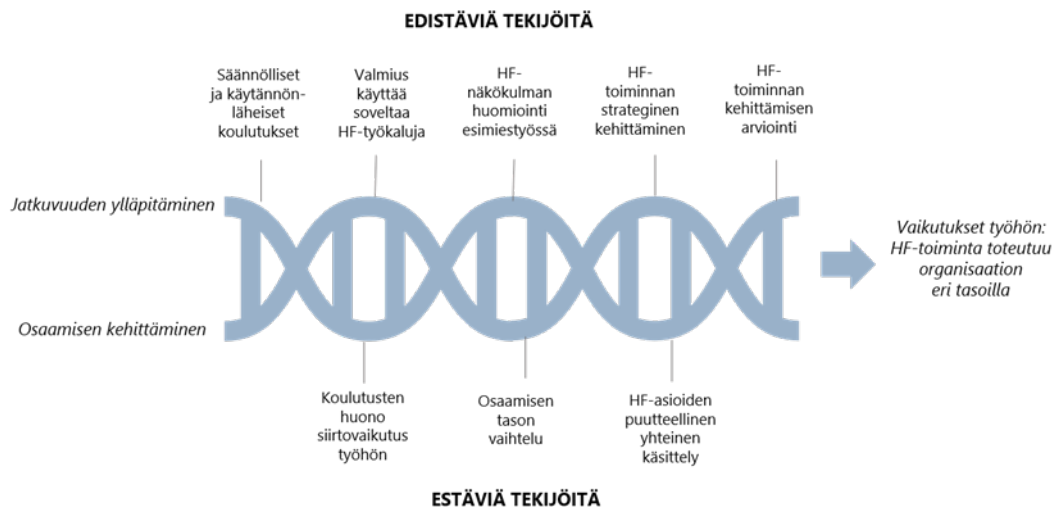 EDISTÄVIÄ TEKIJÖITÄ
Säännölliset
ja käytännön-
läheiset
koulutukset
Valmius
käyttää
soveltaa
HF-työkaluja
HF-
näkökulman
huomiointi
esimiestyössä
HF-
toiminnan
strateginen
kehittäminen
HF-
toiminnan
kehittämisen
arviointi
Jatkuvuuden ylläpitäminen
Osaamisen kehittäminen
Vaikutukset työhön:
HF-toiminta toteutuu
organisaation
eri tasoilla
Koulutusten
huono
siirtovaikutus
työhön
Osaamisen
tason
vaihtelu
HF-asioiden
puutteellinen
yhteinen
käsittely
ESTÄVIÄ TEKIJÖITÄ